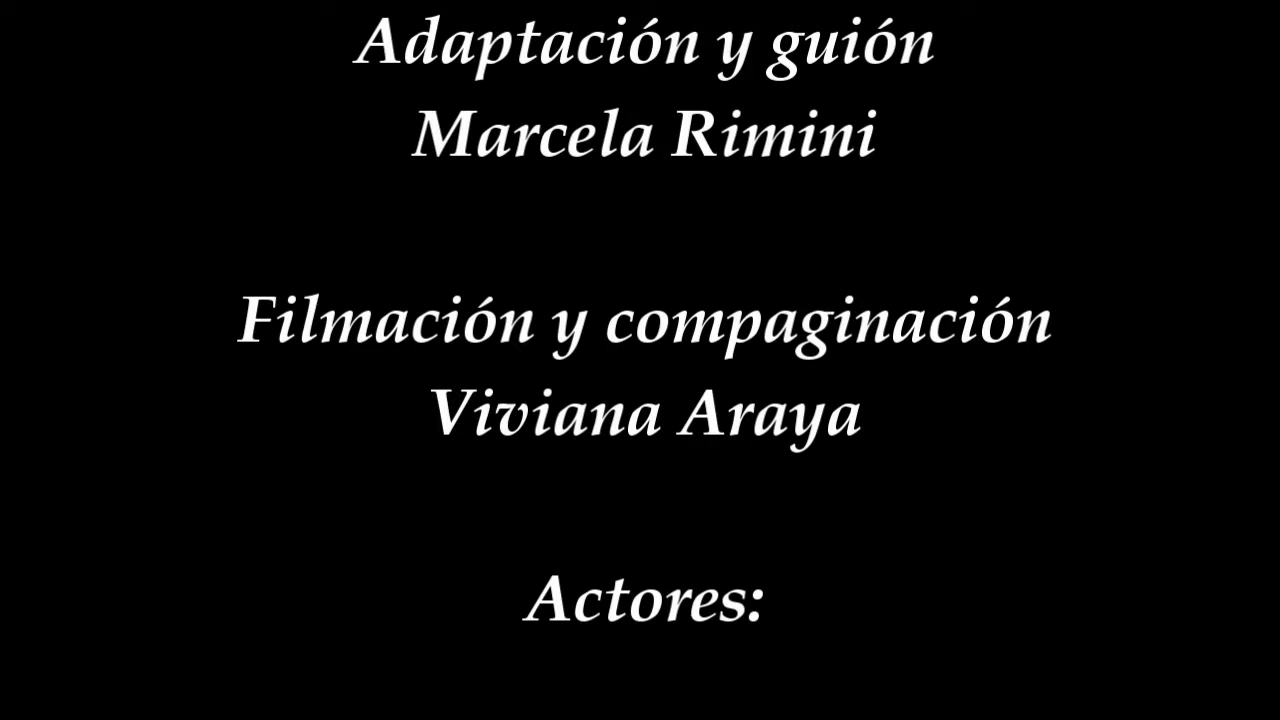 Adaptación y guión
Marcela Rimini
Filmación y compaginación
Viviana Araya
Actores: